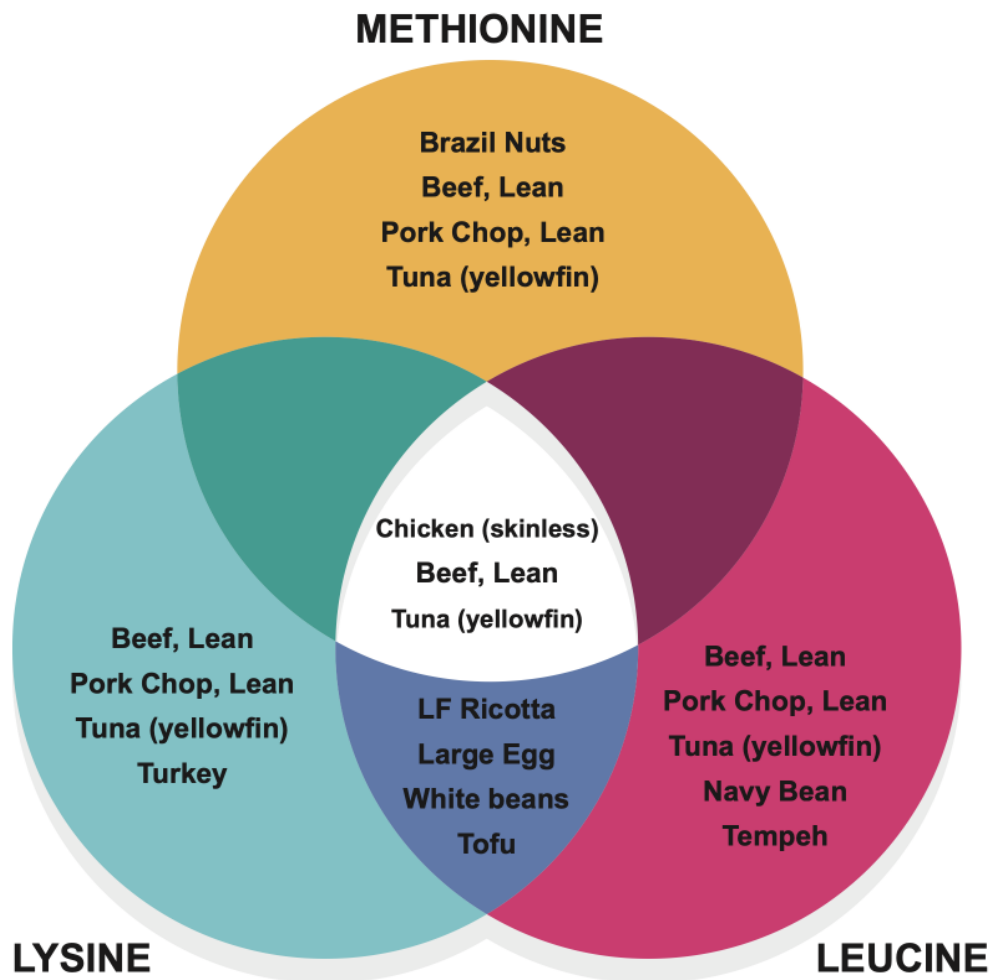 METHIONINE
Brazil Nuts
Beef, Lean
Pork Chop, Lean
Tuna (yellowfin)
Chicken (skinless)
Beef, Lean
Tuna (yellowfin)
Beef, Lean
Pork Chop, Lean
Tuna (yellowfin)
Turkey
LF Ricotta
Large Egg
White beans
Tofu
Beef, Lean
Pork Chop, Lean
Tuna (yellowfin)
Navy Bean
Tempeh
LYSINE
LEUCINE